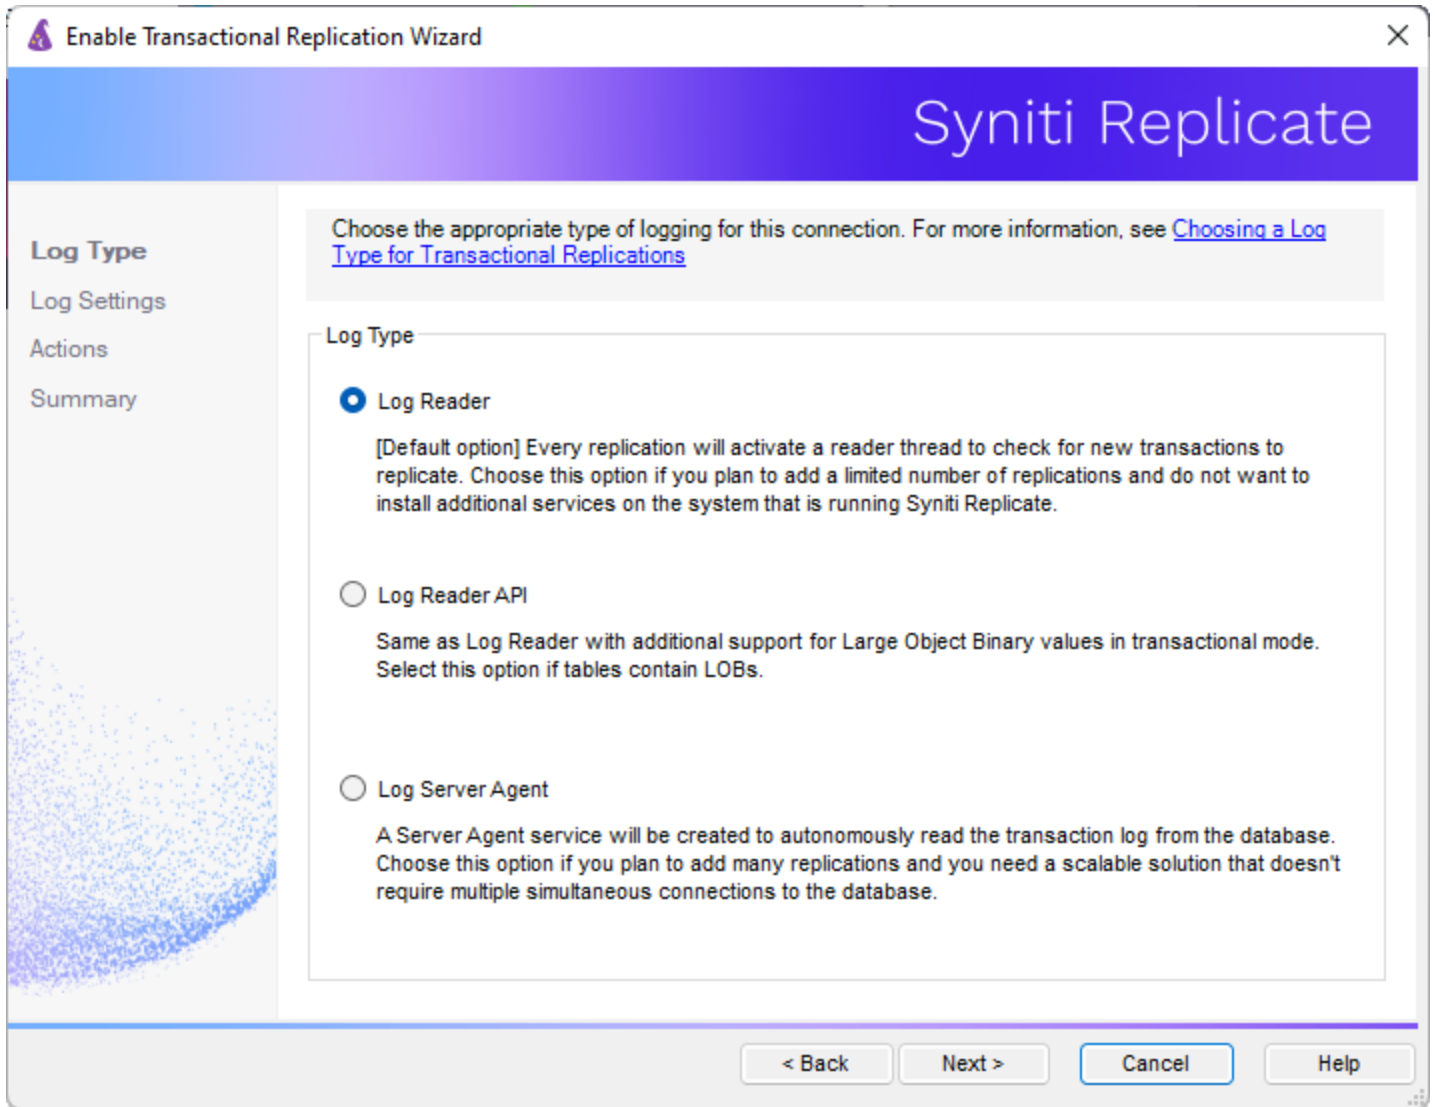 Enable Transactional Replication Wizard
Syniti Replicate
Log Type
Log Settings
Actions
Summary
Choose the appropriate type of logging for this connection. For more information, see Choosing a Log
Type for Transactional Replications
Log Type
Log Reader
[Default option] Every replication will activate a reader thread to check for new transactions to
replicate. Choose this option if you plan to add a limited number of replications and do not want to
install additional services on the system that is running Syniti Replicate.
Log Reader API
Same as Log Reader with additional support for Large Object Binary values in transactional mode.
Select this option if tables contain LOBs.
Log Server Agent
A Server Agent service will be created to autonomously read the transaction log from the database.
Choose this option if you plan to add many replications and you need a scalable solution that doesn't
require multiple simultaneous connections to the database.
< Back Next > Cancel Help